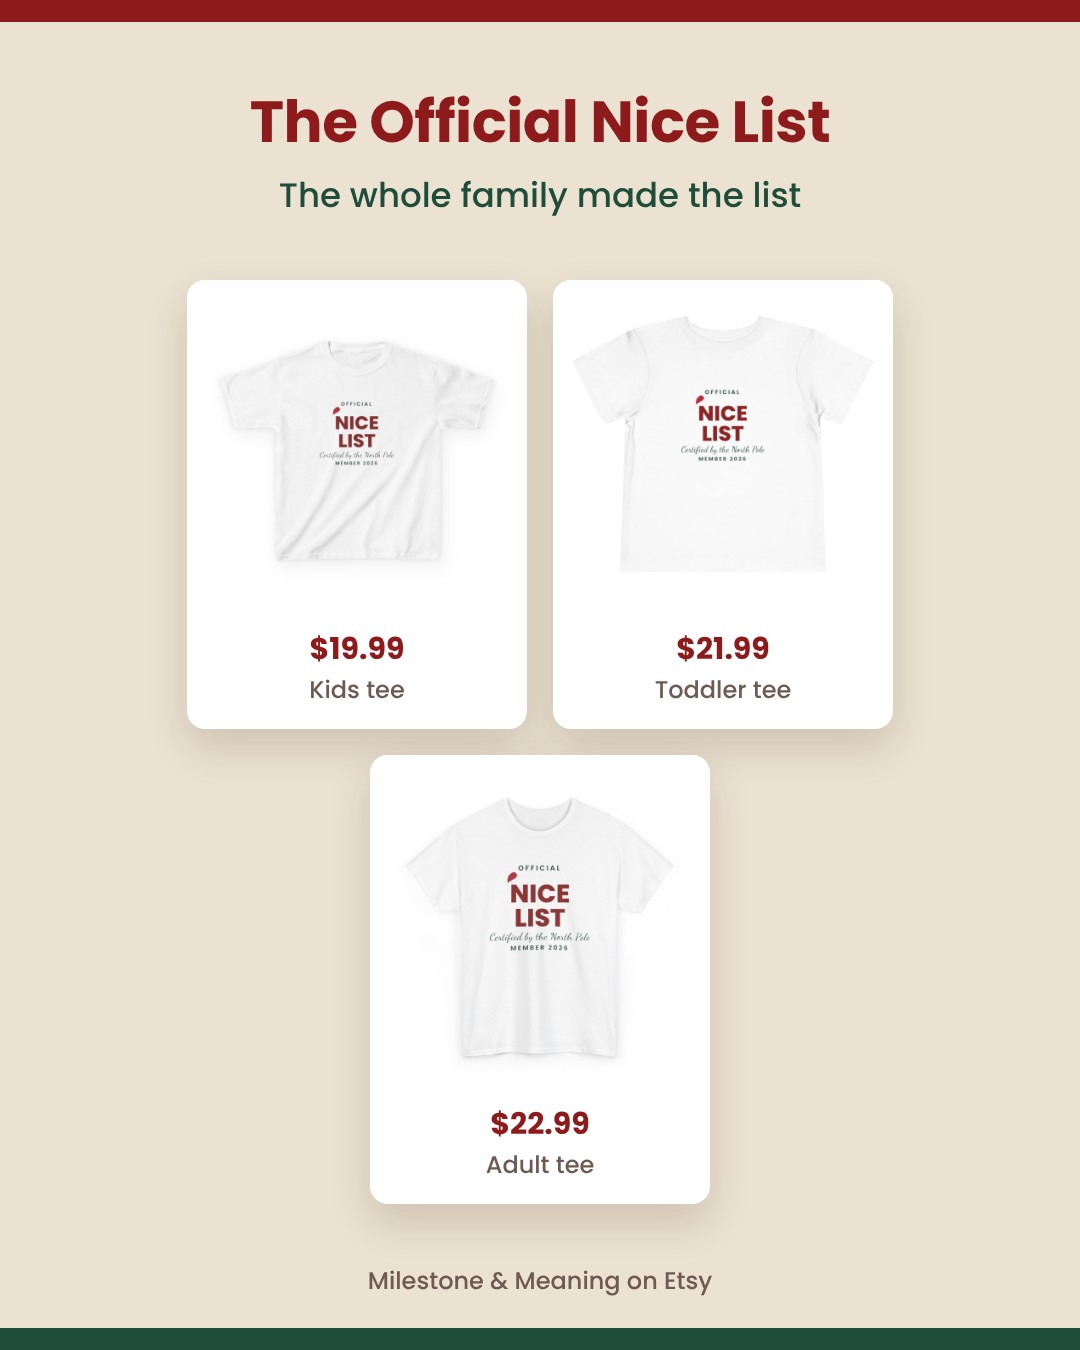 The Official Nice List
The whole family made the list
OFFICIAL
NICE
LIST
Certified by the North Pole
MEMBER 2026
$19.99
Kids tee
OFFICIAL
NICE
LIST
Certified by the North Pole
MEMBER 2026
$21.99
Toddler tee
OFFICIAL
NICE
LIST
Certified by the North Pole
MEMBER 2026
$22.99
Adult tee
Milestone & Meaning on Etsy